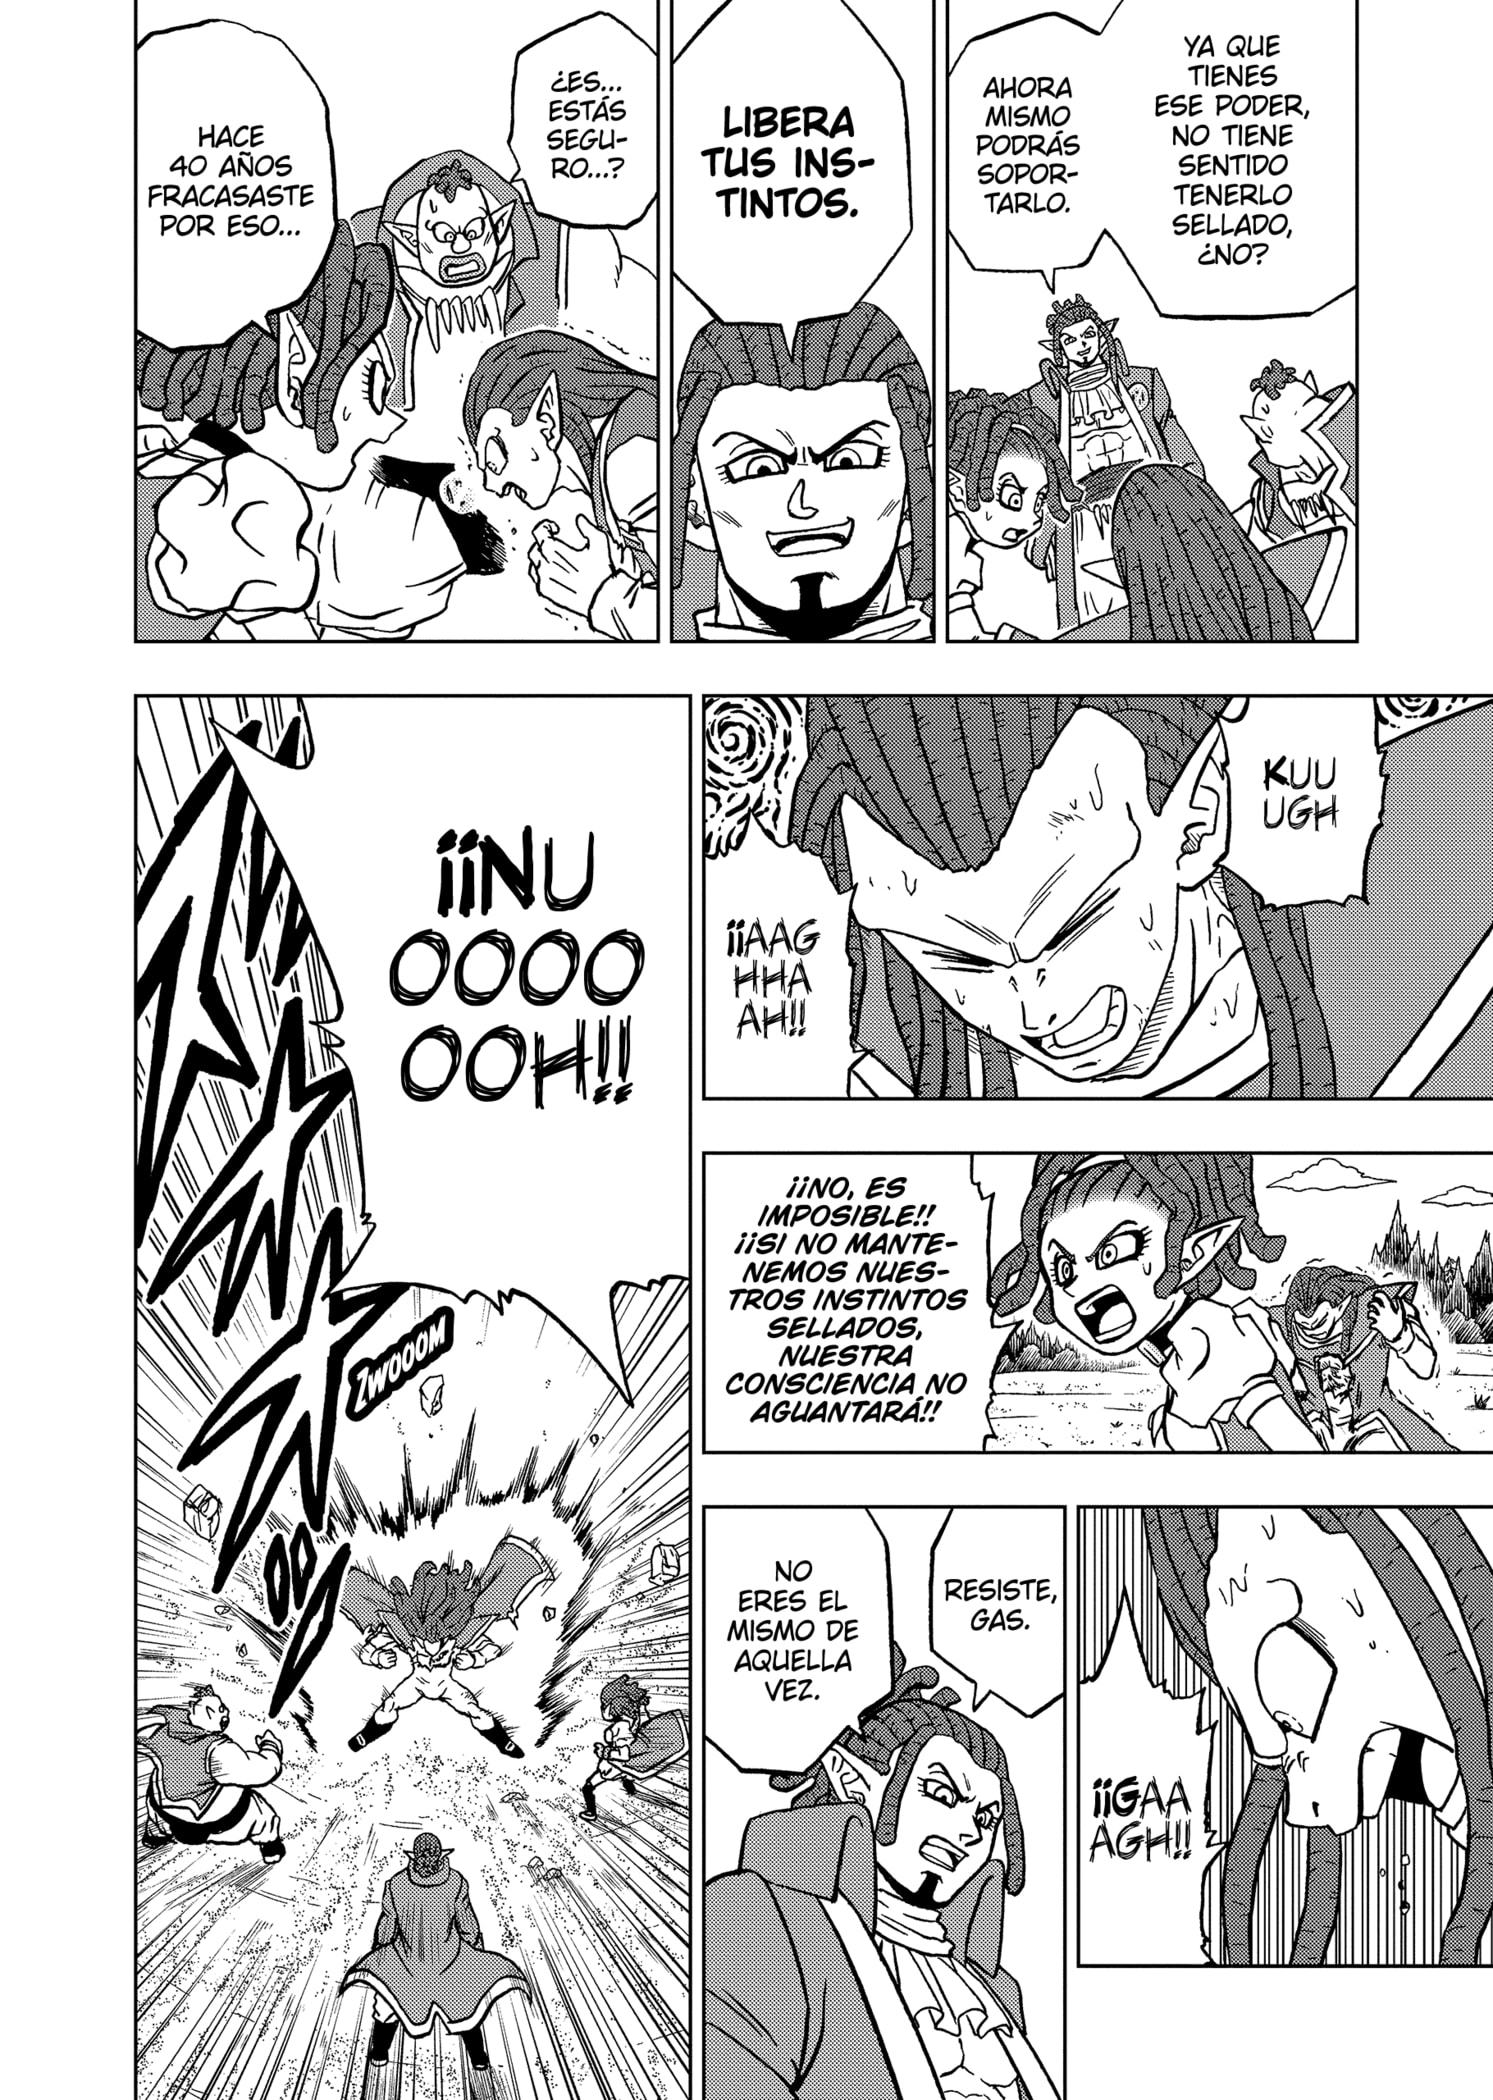 YA QUE
TIENES
ESE PODER,
NO TIENE
SENTIDO
TENERLO
SELLADO,
¿NO?
AHORA
MISMO
PODRÁS
SOPOR-
TARLO.
LIBERA
TUS INS-
TINTOS.
¿ES...
ESTÁS
SEGU-
RO...?
HACE
40 AÑOS
FRACASASTE
POR ESO...
KUU
UGH
¡¡AAG
HHA
AH!!
¡¡NO, ES
IMPOSIBLE!!
¡¡SI NO MANTE-
NEMOS NUES-
TROS INSTINTOS
SELLADOS,
NUESTRA
CONSCIENCIA NO
AGUANTARÁ!!
¡¡GAA
AGH!!
RESISTE,
GAS.
NO
ERES EL
MISMO DE
AQUELLA
VEZ.
¡¡NU
OOOO
OOH!!
ZWOOOM